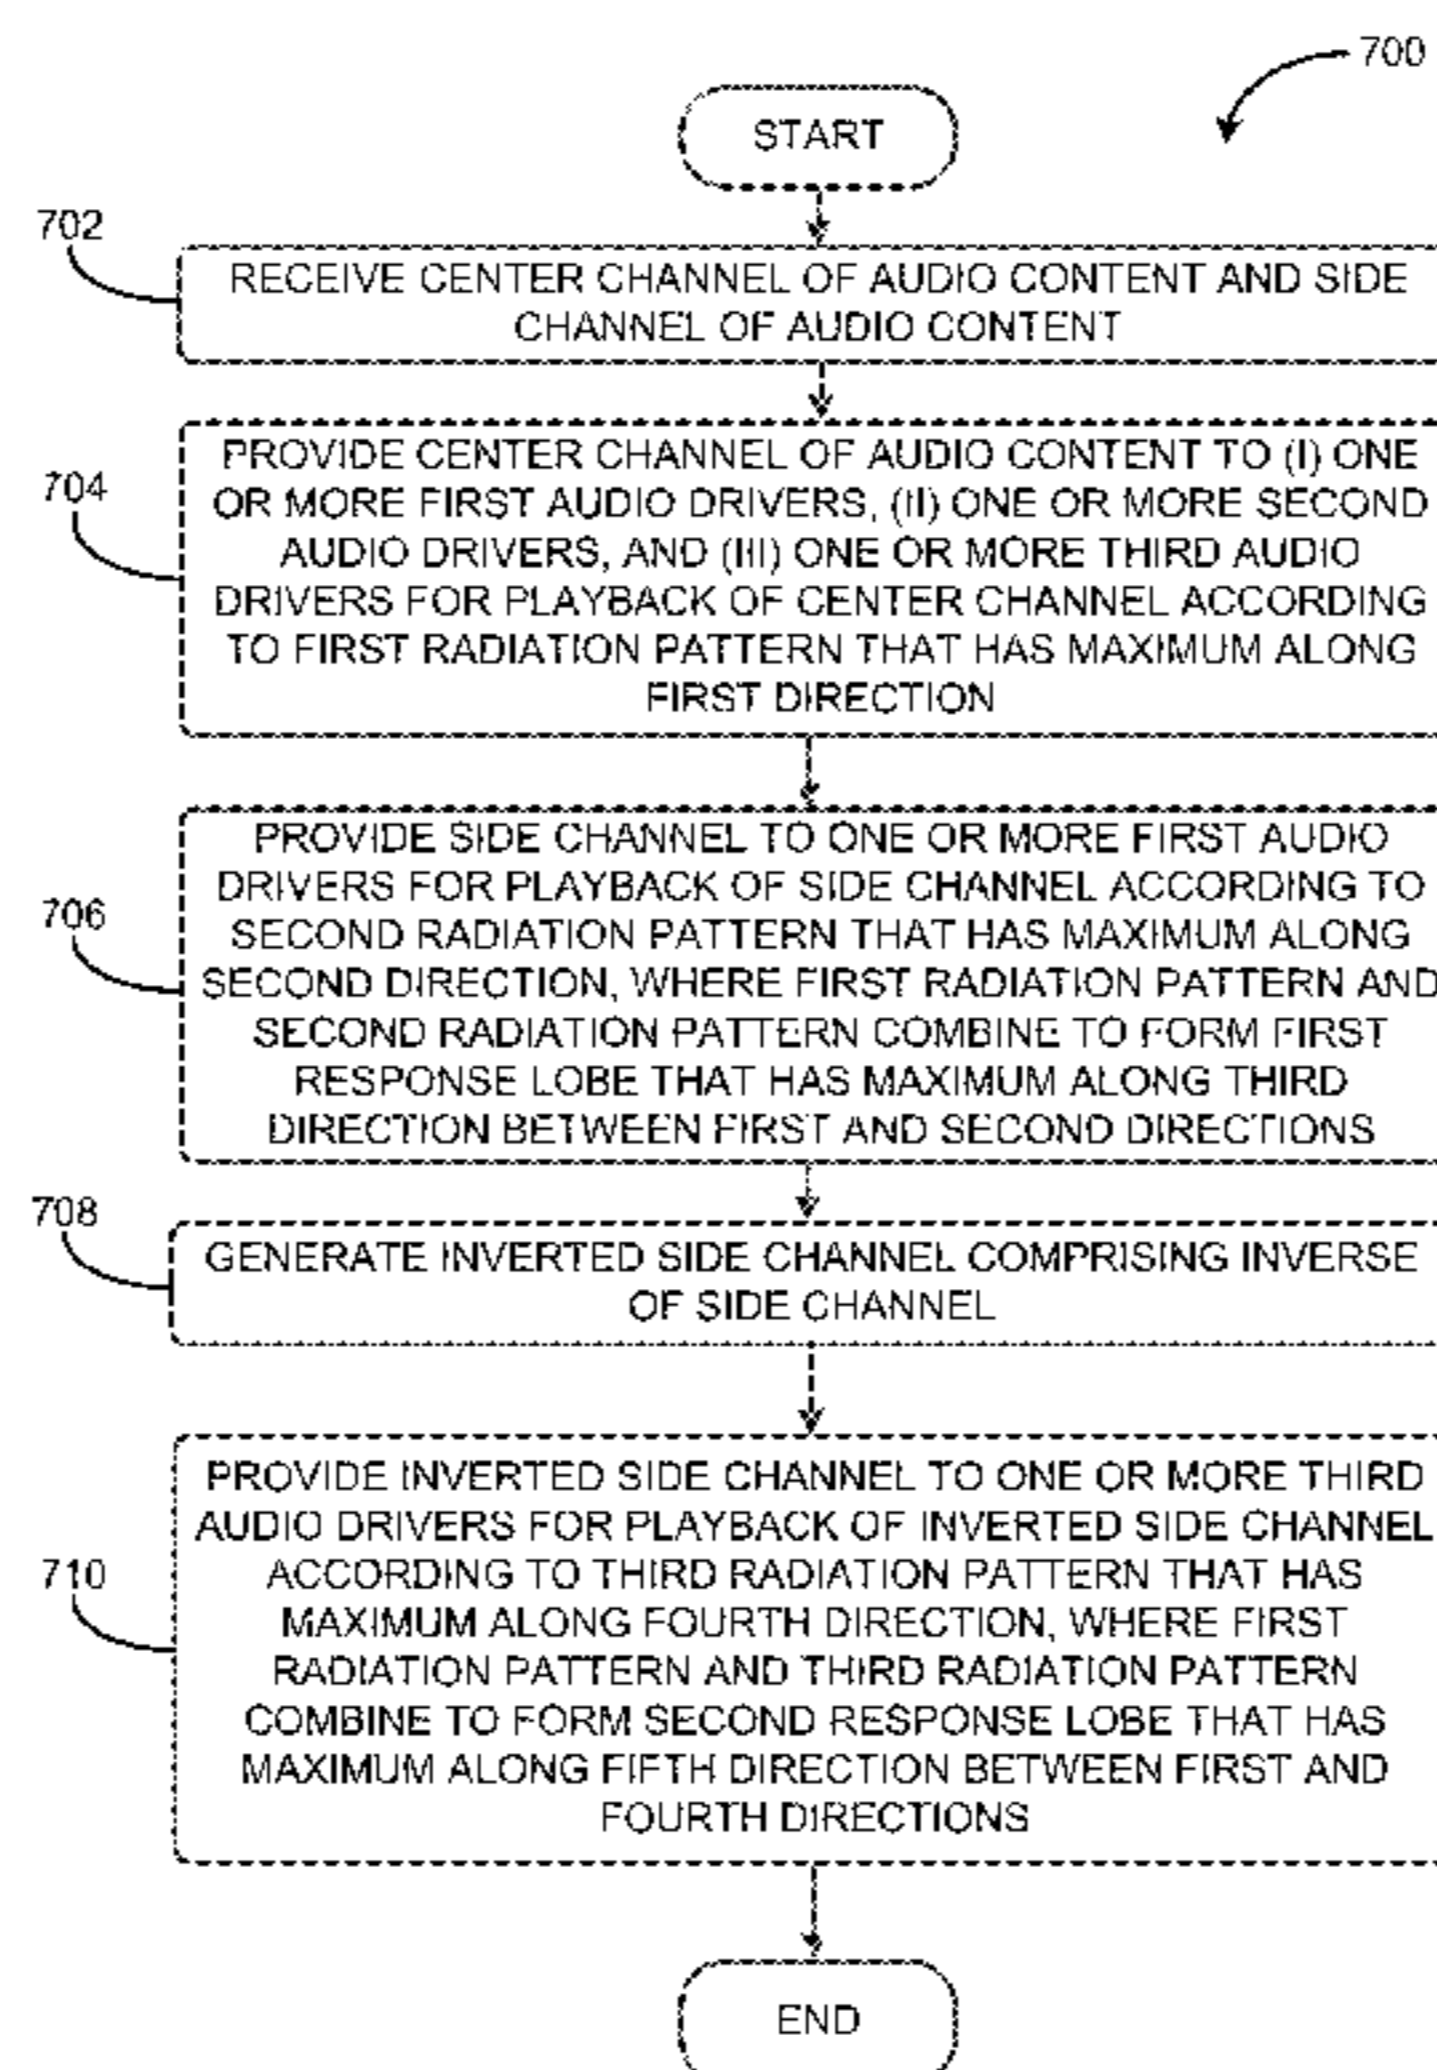 700
START
702
RECEIVE CENTER CHANNEL OF AUDIO CONTENT AND SIDE
CHANNEL OF AUDIO CONTENT
704
PROVIDE CENTER CHANNEL OF AUDIO CONTENT TO (I) ONE
OR MORE FIRST AUDIO DRIVERS, (II) ONE OR MORE SECOND
AUDIO DRIVERS, AND (III) ONE OR MORE THIRD AUDIO
DRIVERS FOR PLAYBACK OF CENTER CHANNEL ACCORDING
TO FIRST RADIATION PATTERN THAT HAS MAXIMUM ALONG
FIRST DIRECTION
706
PROVIDE SIDE CHANNEL TO ONE OR MORE FIRST AUDIO
DRIVERS FOR PLAYBACK OF SIDE CHANNEL ACCORDING TO
SECOND RADIATION PATTERN THAT HAS MAXIMUM ALONG
SECOND DIRECTION, WHERE FIRST RADIATION PATTERN AND
SECOND RADIATION PATTERN COMBINE TO FORM FIRST
RESPONSE LOBE THAT HAS MAXIMUM ALONG THIRD
DIRECTION BETWEEN FIRST AND SECOND DIRECTIONS
708
GENERATE INVERTED SIDE CHANNEL COMPRISING INVERSE
OF SIDE CHANNEL
710
PROVIDE INVERTED SIDE CHANNEL TO ONE OR MORE THIRD
AUDIO DRIVERS FOR PLAYBACK OF INVERTED SIDE CHANNEL
ACCORDING TO THIRD RADIATION PATTERN THAT HAS
MAXIMUM ALONG FOURTH DIRECTION, WHERE FIRST
RADIATION PATTERN AND THIRD RADIATION PATTERN
COMBINE TO FORM SECOND RESPONSE LOBE THAT HAS
MAXIMUM ALONG FIFTH DIRECTION BETWEEN FIRST AND
FOURTH DIRECTIONS
END